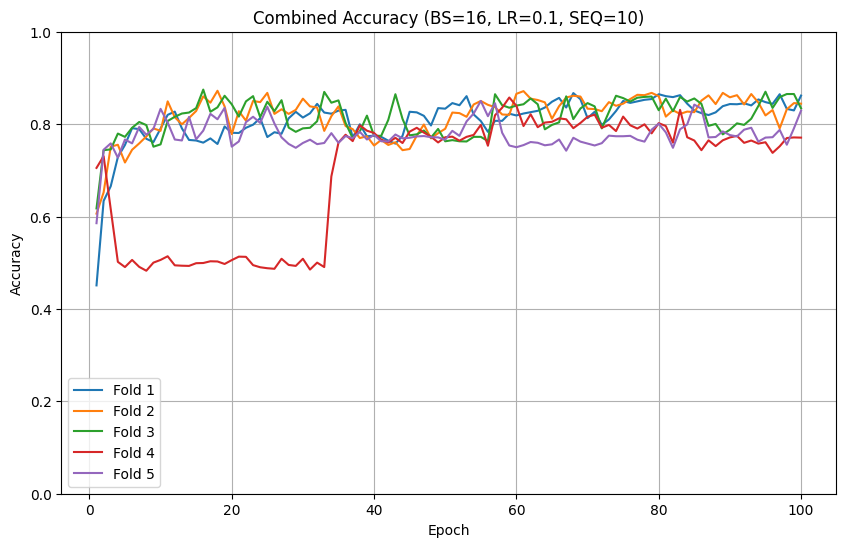 Combined Accuracy (BS=16, LR=0.1, SEQ=10)
1.0
0.8
0.6
0.4
0.2
0.0
Accuracy
Fold 1
Fold 2
Fold 3
Fold 4
Fold 5
0 20 40 60 80 100
Epoch